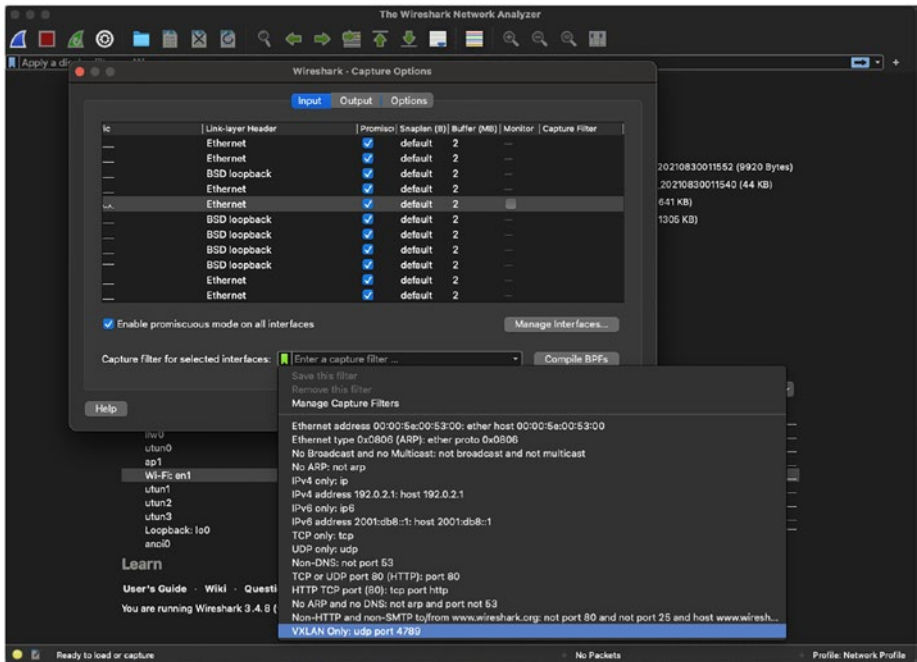 The Wireshark Network Analyzer
Apply a di
+
Wireshark · Capture Options
Input Output Options
ic Link-layer Header Promisc Snaplen (B) Buffer (MB) Monitor Capture Filter
Ethernet default 2 —
Ethernet default 2 —
BSD loopback default 2 —
Ethernet default 2 —
Ethernet default 2
BSD loopback default 2 —
BSD loopback default 2 —
BSD loopback default 2 —
BSD loopback default 2 —
Ethernet default 2 —
Ethernet default 2 —
_20210830011552 (9920 Bytes)
_20210830011540 (44 KB)
641 KB)
1305 KB)
Enable promiscuous mode on all interfaces
Manage Interfaces...
Capture filter for selected interfaces: Enter a capture filter ... Compile BPFs
Help
Save this filter
Remove this filter
Manage Capture Filters
Ethernet address 00:00:5e:00:53:00: ether host 00:00:5e:00:53:00
Ethernet type 0x0806 (ARP): ether proto 0x0806
No Broadcast and no Multicast: not broadcast and not multicast
No ARP: not arp
IPv4 only: ip
IPv4 address 192.0.2.1: host 192.0.2.1
IPv6 only: ip6
IPv6 address 2001:db8::1: host 2001:db8::1
TCP only: tcp
UDP only: udp
Non-DNS: not port 53
TCP or UDP port 80 (HTTP): port 80
HTTP TCP port (80): tcp port http
No ARP and no DNS: not arp and port not 53
Non-HTTP and non-SMTP to/from www.wireshark.org: not port 80 and not port 25 and host www.wiresh...
VXLAN Only: udp port 4789
utun0
ap1
Wi-Fi: en1
utun1
utun2
utun3
Loopback: lo0
anpi0
Learn
User's Guide · Wiki · Questi
You are running Wireshark 3.4.8 (
Ready to load or capture
No Packets
Profile: Network Profile